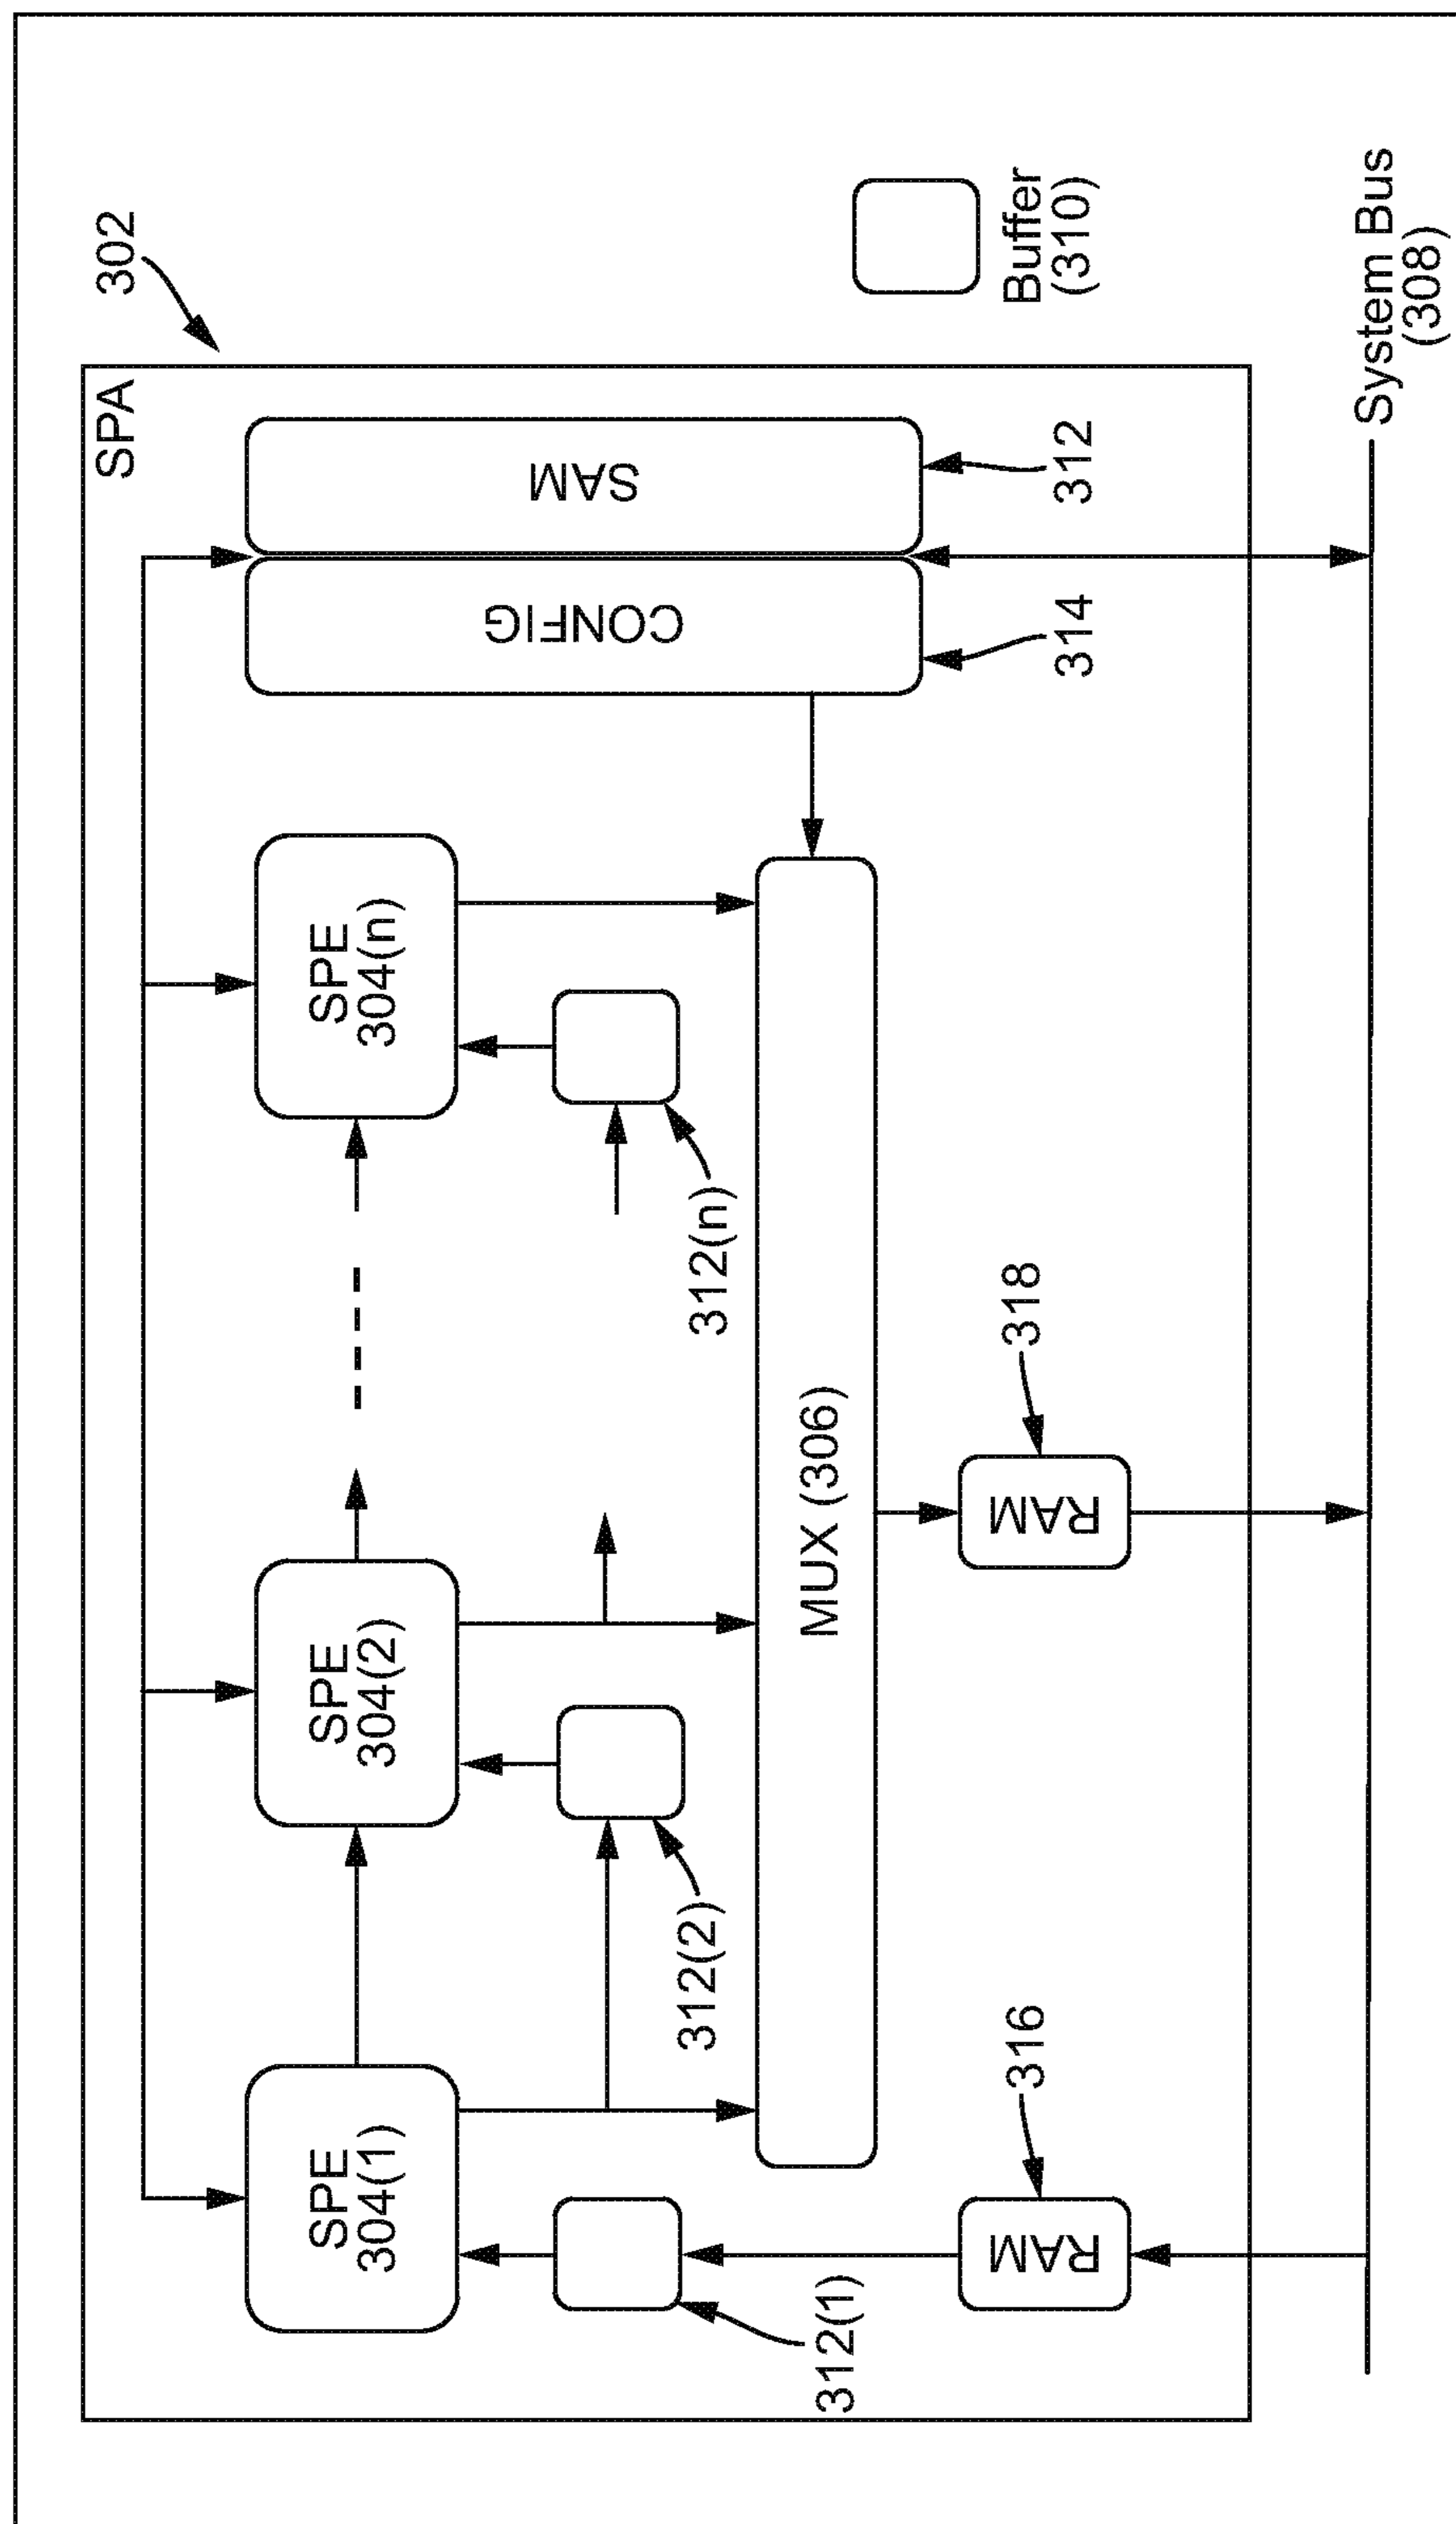 302
SPA
SPE
304(1)
SPE
304(2)
SPE
304(n)
CONFIG
SAM
312(1)
312(2)
312(n)
MUX (306)
314
312
Buffer
(310)
RAM
316
RAM
318
System Bus
(308)